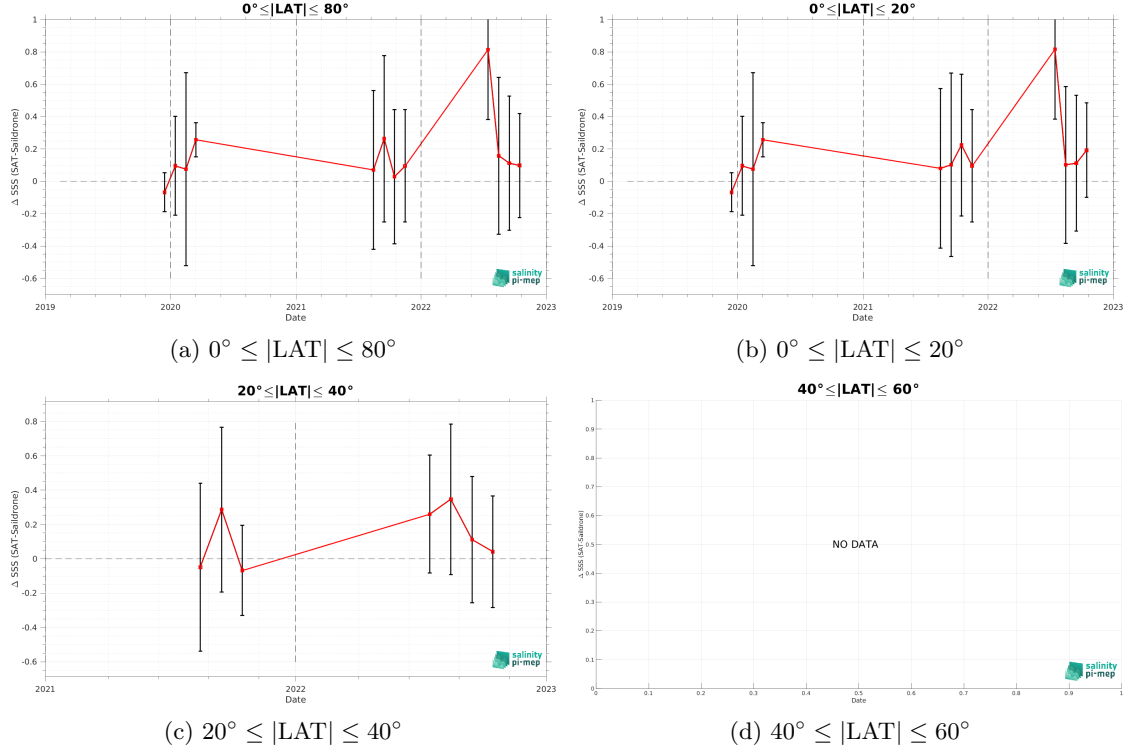 0°≤|LAT|≤ 80°
Δ SSS (SAT-Saildrone)
1
0.8
0.6
0.4
0.2
0
-0.2
-0.4
-0.6
2019 2020 2021 2022 2023
Date
salinity
pi-mep
(a) 0° ≤ |LAT| ≤ 80°
0°≤|LAT|≤ 20°
Δ SSS (SAT-Saildrone)
1
0.8
0.6
0.4
0.2
0
-0.2
-0.4
-0.6
2019 2020 2021 2022 2023
Date
salinity
pi-mep
(b) 0° ≤ |LAT| ≤ 20°
20°≤|LAT|≤ 40°
Δ SSS (SAT-Saildrone)
0.8
0.6
0.4
0.2
0
-0.2
-0.4
-0.6
2021 2022 2023
Date
salinity
pi-mep
(c) 20° ≤ |LAT| ≤ 40°
40°≤|LAT|≤ 60°
Δ SSS (SAT-Saildrone)
1
0.9
0.8
0.7
0.6
0.5
0.4
0.3
0.2
0.1
0
NO DATA
0 0.1 0.2 0.3 0.4 0.5 0.6 0.7 0.8 0.9 1
Date
salinity
pi-mep
(d) 40° ≤ |LAT| ≤ 60°